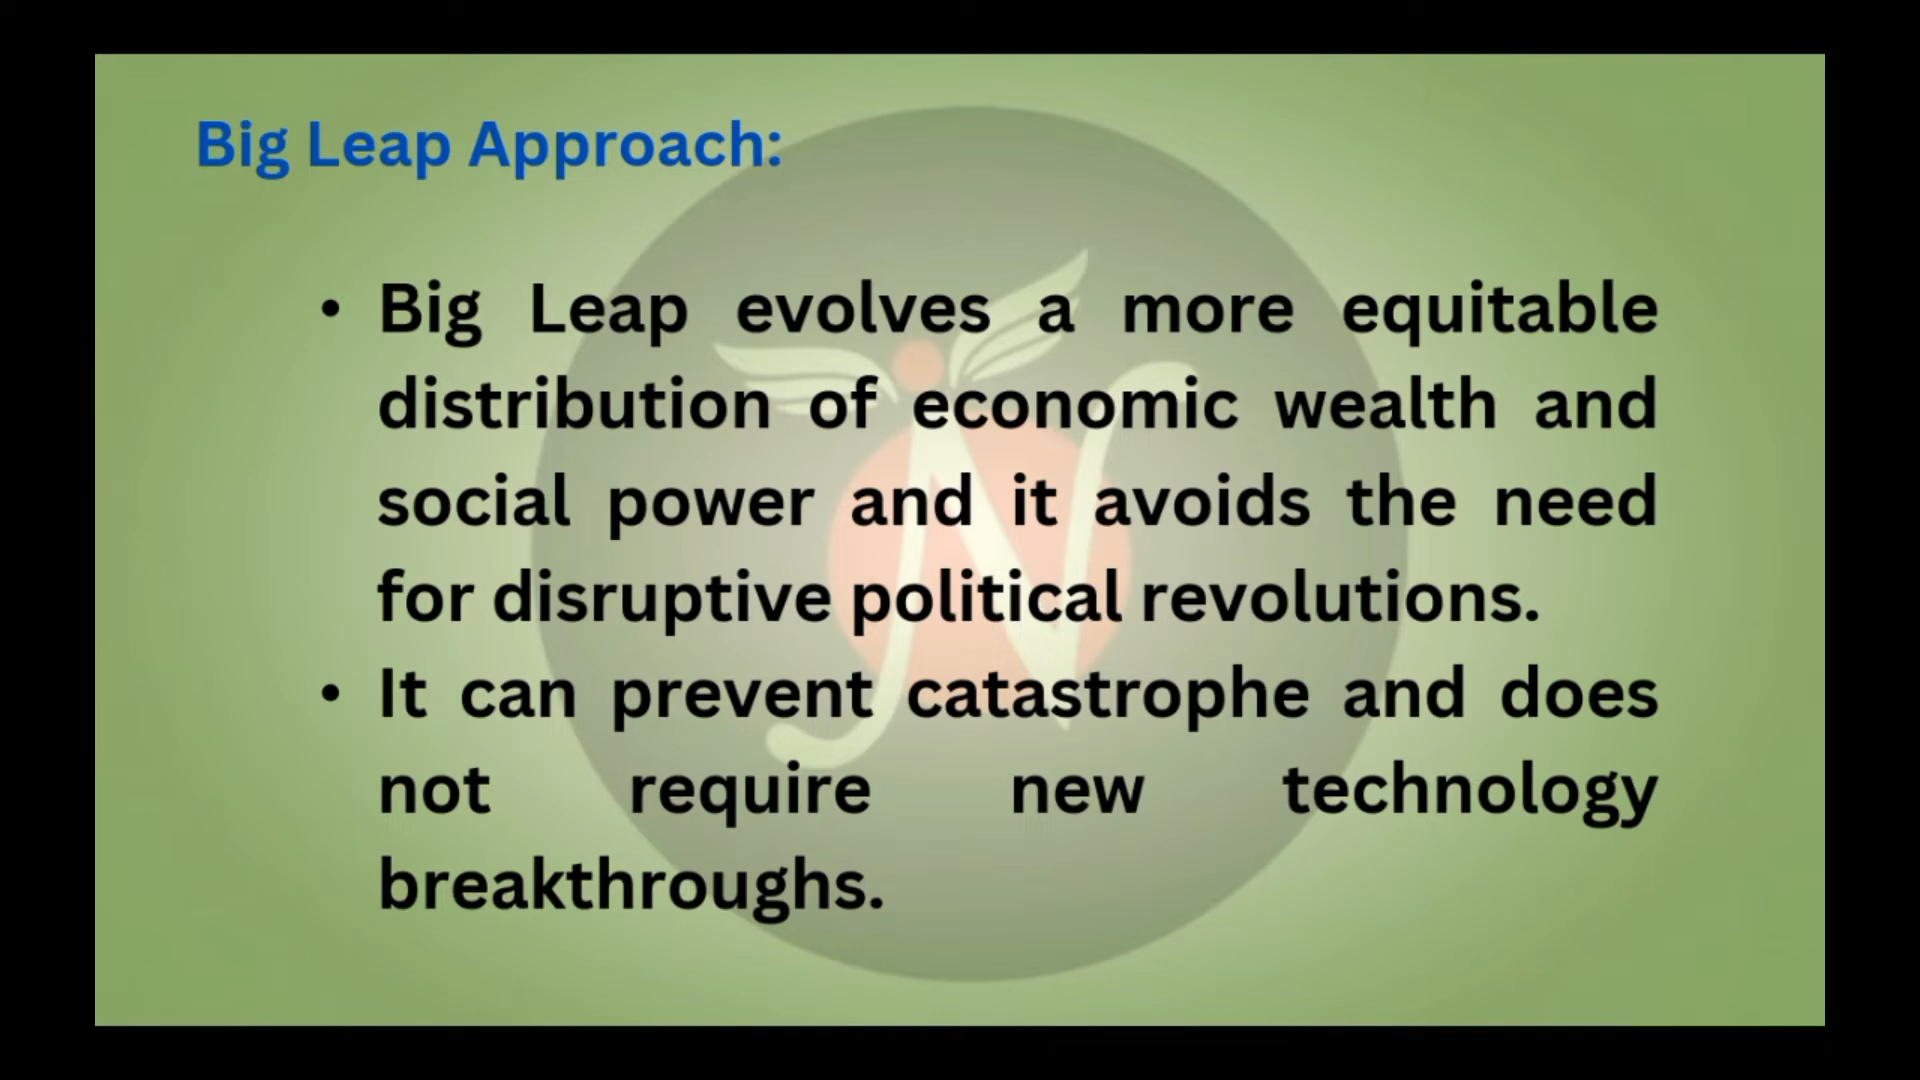 Big Leap Approach:
• Big Leap evolves a more equitable
distribution of economic wealth and
social power and it avoids the need
for disruptive political revolutions.
• It can prevent catastrophe and does
not require new technology
breakthroughs.